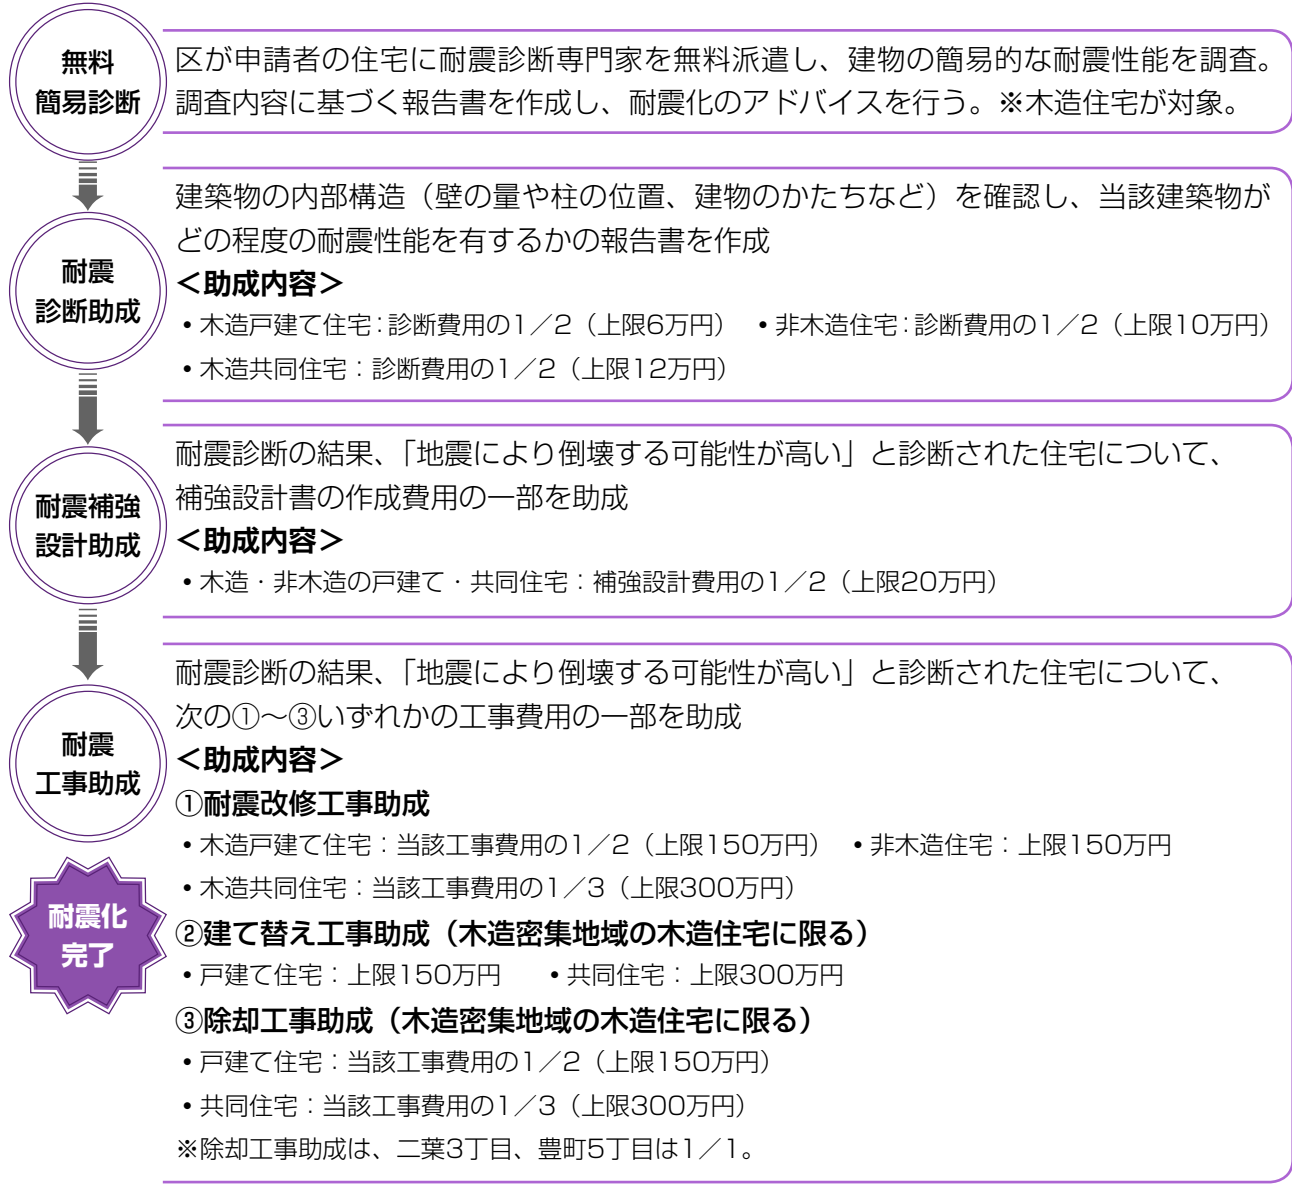 無料
簡易診断
区が申請者の住宅に耐震診断専門家を無料派遣し、建物の簡易的な耐震性能を調査。
調査内容に基づく報告書を作成し、耐震化のアドバイスを行う。※木造住宅が対象。
耐震
診断助成
建築物の内部構造（壁の量や柱の位置、建物のかたちなど）を確認し、当該建築物が
どの程度の耐震性能を有するかの報告書を作成
＜助成内容＞
•木造戸建て住宅：診断費用の1／2（上限6万円）　•非木造住宅：診断費用の1／2（上限10万円）
•木造共同住宅：診断費用の1／2（上限12万円）
耐震補強
設計助成
耐震診断の結果、「地震により倒壊する可能性が高い」と診断された住宅について、
補強設計書の作成費用の一部を助成
＜助成内容＞
•木造・非木造の戸建て・共同住宅：補強設計費用の1／2（上限20万円）
耐震
工事助成
耐震診断の結果、「地震により倒壊する可能性が高い」と診断された住宅について、
次の①～③いずれかの工事費用の一部を助成
＜助成内容＞
①耐震改修工事助成
•木造戸建て住宅：当該工事費用の1／2（上限150万円）　•非木造住宅：上限150万円
•木造共同住宅：当該工事費用の1／3（上限300万円）
②建て替え工事助成（木造密集地域の木造住宅に限る）
•戸建て住宅：上限150万円　•共同住宅：上限300万円
③除却工事助成（木造密集地域の木造住宅に限る）
•戸建て住宅：当該工事費用の1／2（上限150万円）
•共同住宅：当該工事費用の1／3（上限300万円）
※除却工事助成は、二葉3丁目、豊町5丁目は1／1。
耐震化
完了